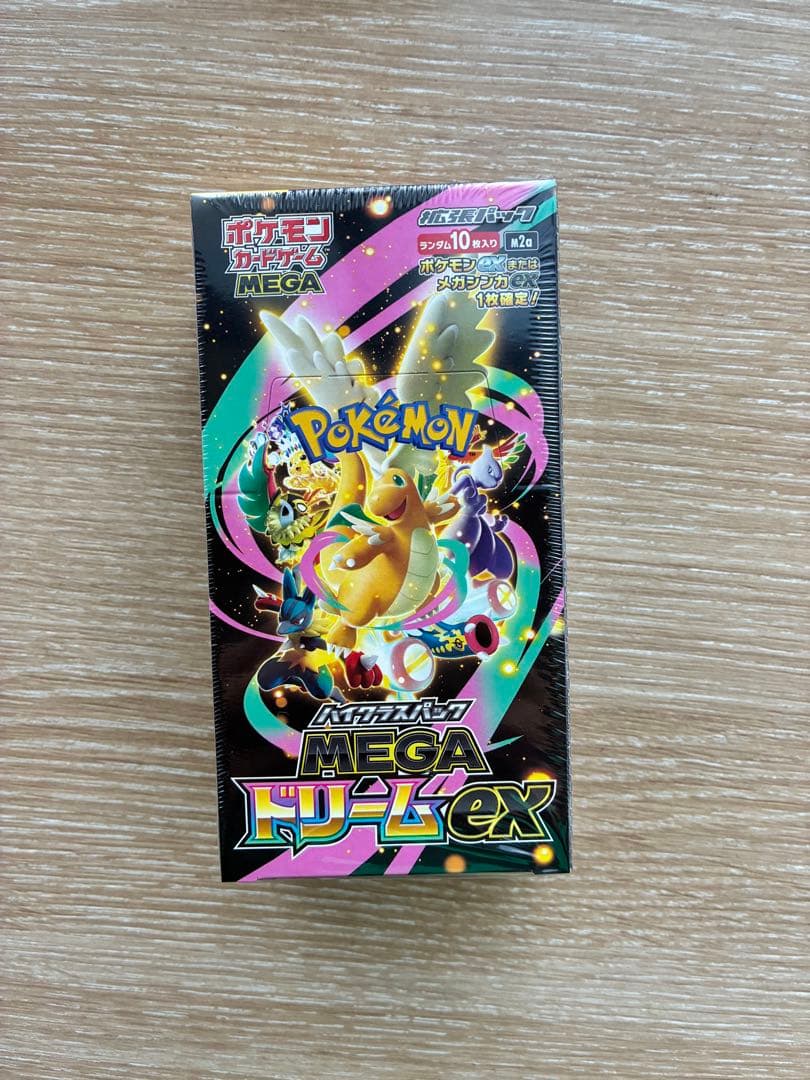 ポケモン
カードゲーム
MEGA
拡張パック
ランダム10枚入り M2a
ポケモンexまたは
メガシンカex
1枚確定!
POKÉMON
ハイクラスパック
MEGA
ドリームex